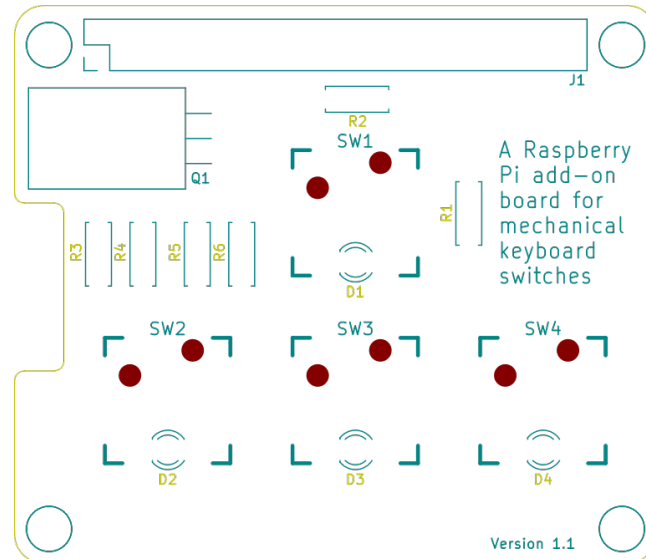 J1
R2
SW1
Q1
A Raspberry
Pi add-on
board for
mechanical
keyboard
switches
R1
R3
R4
R5
R6
D1
SW2
SW3
SW4
D2
D3
D4
Version 1.1